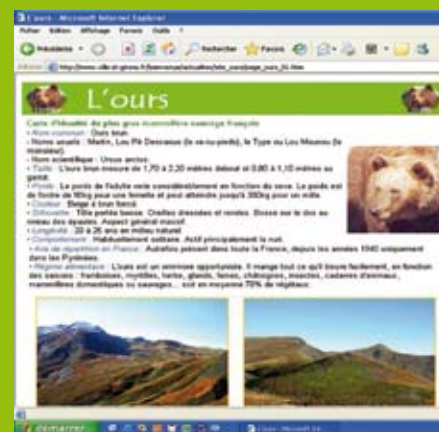 L'ours - Microsoft Internet Explorer
Fichier Edition Affichage Favoris Outils ?
Précédente Rechercher Favoris
L'ours
Carte d'identité du plus gros mammifère sauvage français
- Nom commun : Ours brun.
- Noms usuels : Martin, Lou Pé Descaous (le va-nu-pieds), le Type ou Lou Moussu (le
monsieur).
- Nom scientifique : Ursus arctos.
- Taille : L'ours brun mesure de 1,70 à 2,20 mètres debout et 0,80 à 1,10 mètres au
garrot.
- Poids : Le poids de l'adulte varie considérablement en fonction du sexe. Le poids est
de l'ordre de 80kg pour une femelle et peut atteindre jusqu'à 300kg pour un mâle.
- Couleur : Beige à brun foncé.
- Silhouette : Tête portée basse. Oreilles dressées et rondes. Bosse sur le dos au
niveau des épaules. Aspect général massif.
- Longévité : 20 à 25 ans en milieu naturel.
- Comportement : Habituellement solitaire. Actif principalement la nuit.
- Aire de répartition en France : Autrefois présent dans toute la France, depuis les années 1940 uniquement
dans les Pyrénées.
- Régime alimentaire : L'ours est un omnivore opportuniste. Il mange tout ce qu'il trouve facilement, en fonction
des saisons : framboises, myrtilles, herbe, glands, faines, châtaignes, insectes, cadavres d'animaux,
mammifères domestiques ou sauvages... soit en moyenne 70% de végétaux.
démarrer L'ours - Microsoft Int...